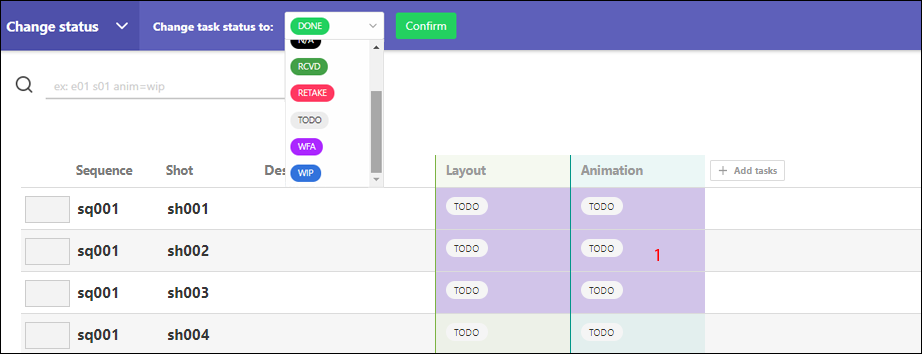 Change status Change task status to: DONE Confirm
N/A
RCVD
ex: e01 s01 anim=wip
RETAKE
TODO
WFA
WIP
Sequence Shot Des Layout Animation + Add tasks
sq001 sh001 TODO TODO
sq001 sh002 TODO TODO 1
sq001 sh003 TODO TODO
sq001 sh004 TODO TODO